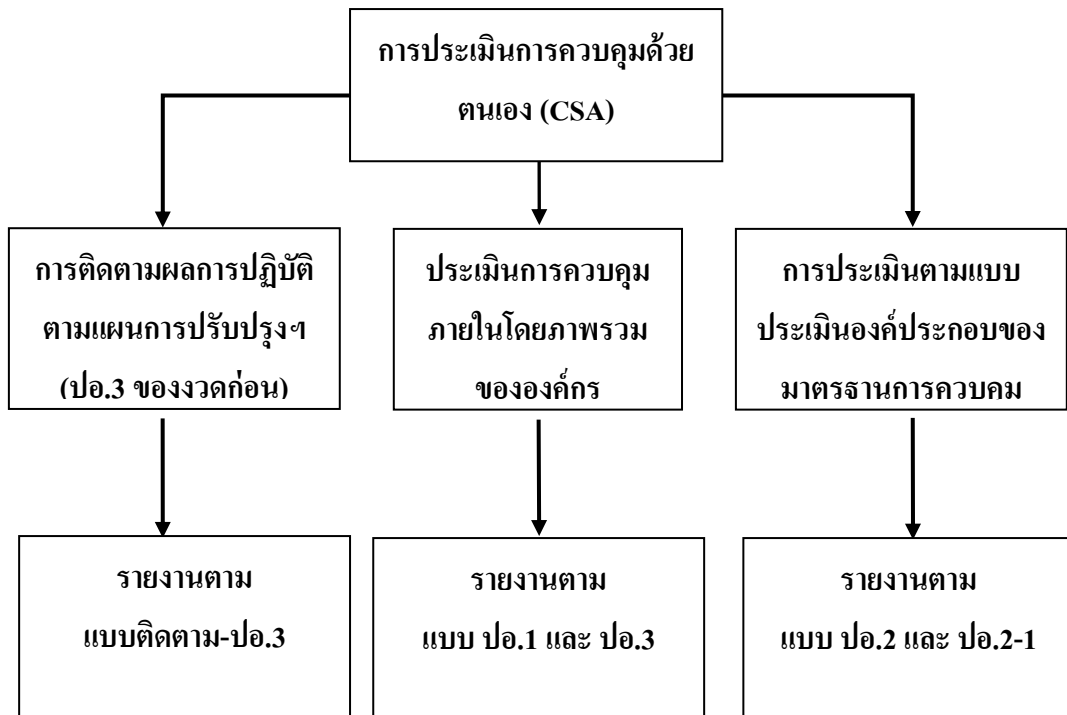 การประเมินการควบคุมด้วย
ตนเอง (CSA)
การติดตามผลการปฏิบัติ
ตามแผนการปรับปรุงฯ
(ปอ.3 ของงวดก่อน)
ประเมินการควบคุม
ภายในโดยภาพรวม
ขององค์กร
การประเมินตามแบบ
ประเมินองค์ประกอบของ
มาตรฐานการควบคุม
รายงานตาม
แบบติดตาม-ปอ.3
รายงานตาม
แบบ ปอ.1 และ ปอ.3
รายงานตาม
แบบ ปอ.2 และ ปอ.2-1